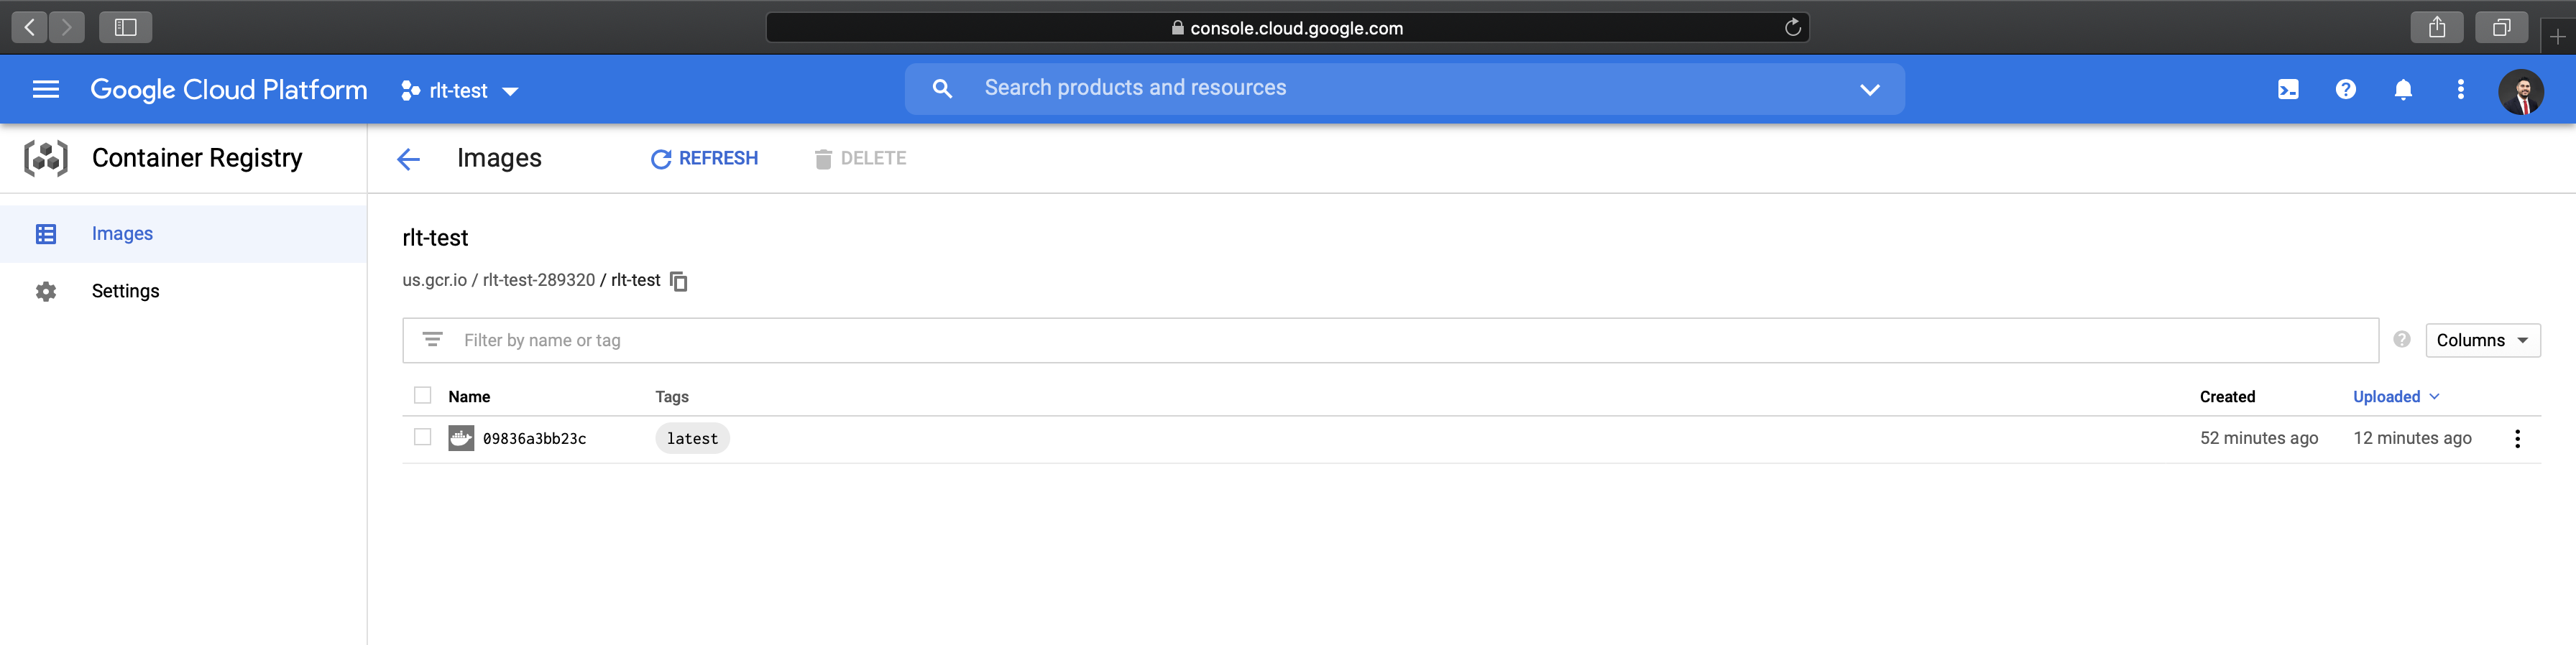 console.cloud.google.com
Google Cloud Platform rlt-test Search products and resources
Container Registry Images REFRESH DELETE
Images
Settings
rlt-test
us.gcr.io / rlt-test-289320 / rlt-test
Filter by name or tag Columns
Name Tags Created Uploaded
09836a3bb23c latest 52 minutes ago 12 minutes ago